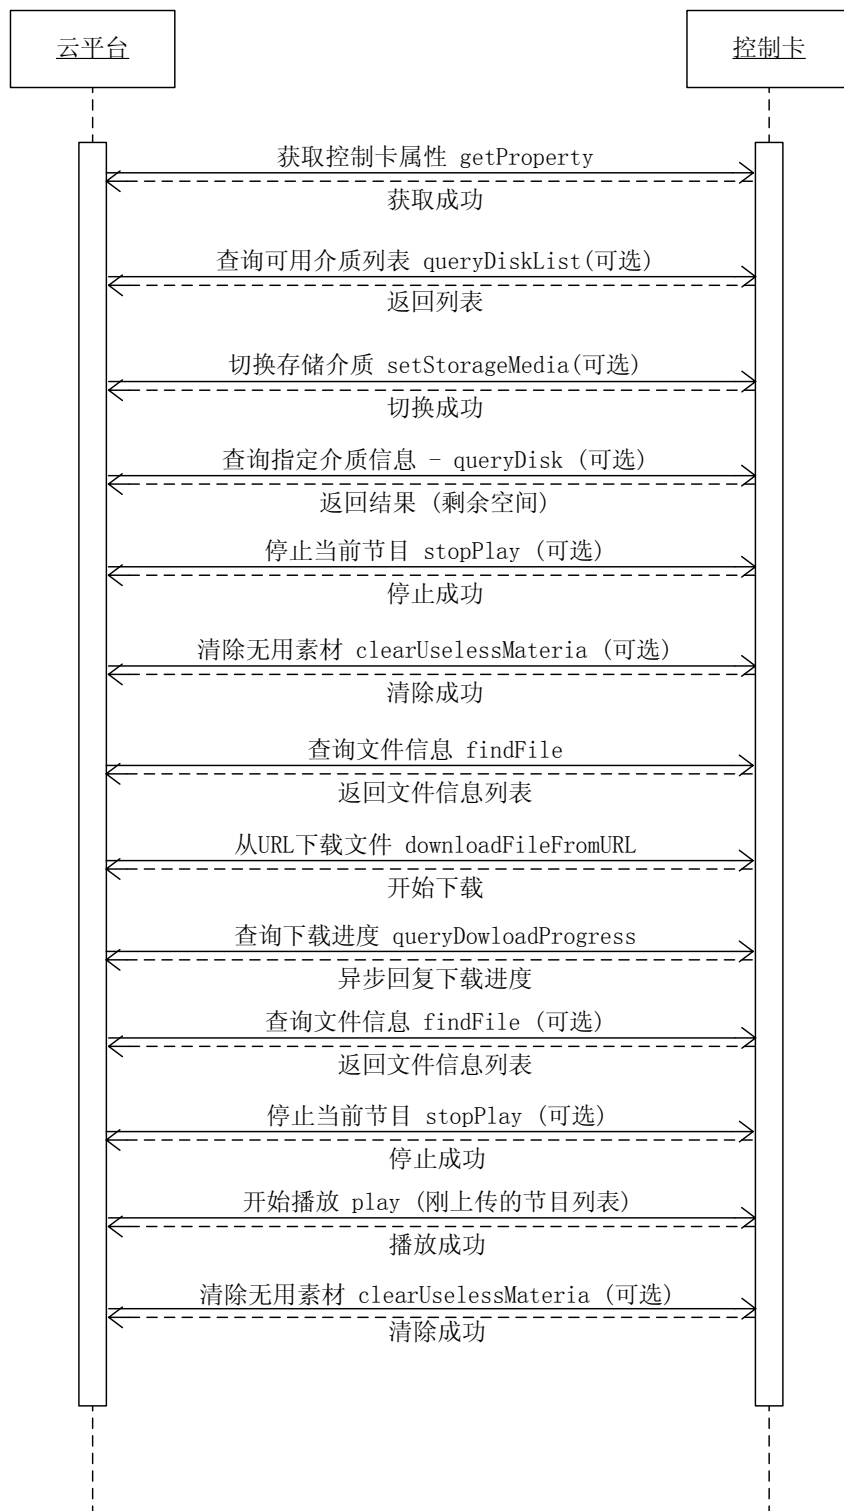 云平台
控制卡
获取控制卡属性 getProperty
获取成功
查询可用介质列表 queryDiskList(可选)
返回列表
切换存储介质 setStorageMedia(可选)
切换成功
查询指定介质信息 - queryDisk (可选)
返回结果 (剩余空间)
停止当前节目 stopPlay (可选)
停止成功
清除无用素材 clearUselessMateria (可选)
清除成功
查询文件信息 findFile
返回文件信息列表
从URL下载文件 downloadFileFromURL
开始下载
查询下载进度 queryDowloadProgress
异步回复下载进度
查询文件信息 findFile (可选)
返回文件信息列表
停止当前节目 stopPlay (可选)
停止成功
开始播放 play (刚上传的节目列表)
播放成功
清除无用素材 clearUselessMateria (可选)
清除成功